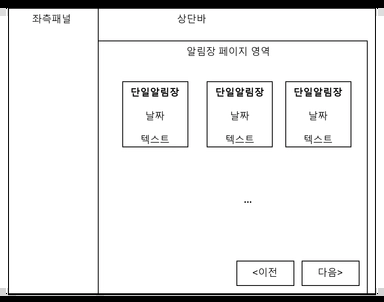 좌측패널
상단바
알림장 페이지 영역
단일알림장 단일알림장 단일알림장
날짜 날짜 날짜
텍스트 텍스트 텍스트
...
<이전 다음>